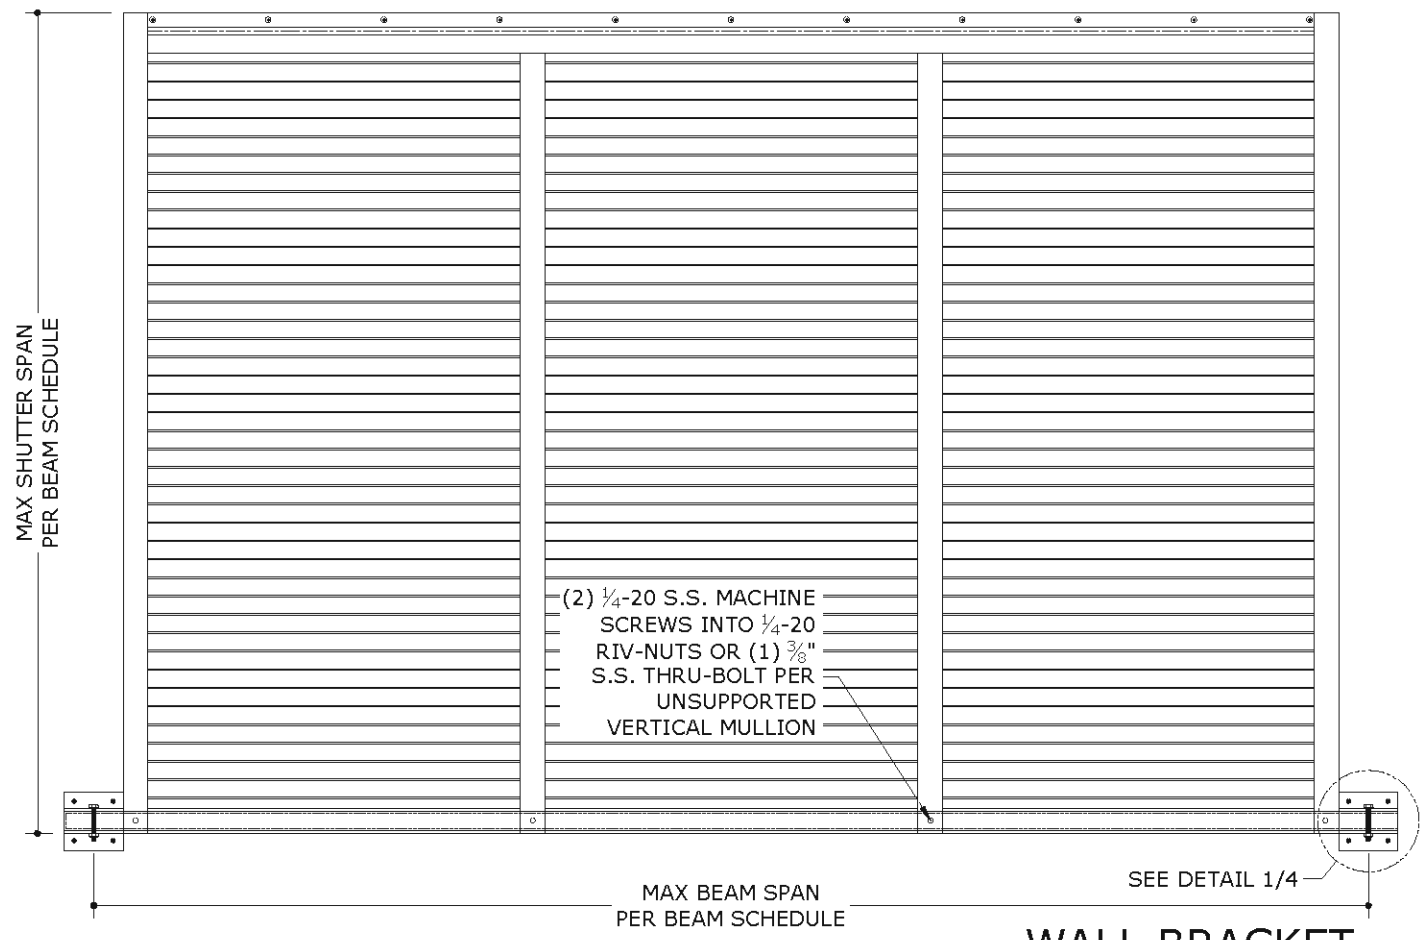 MAX SHUTTER SPAN
PER BEAM SCHEDULE
(2) ¼-20 S.S. MACHINE
SCREWS INTO ¼-20
RIV-NUTS OR (1) ⅜"
S.S. THRU-BOLT PER
UNSUPPORTED
VERTICAL MULLION
SEE DETAIL 1/4
MAX BEAM SPAN
PER BEAM SCHEDULE
WALL BRACKET